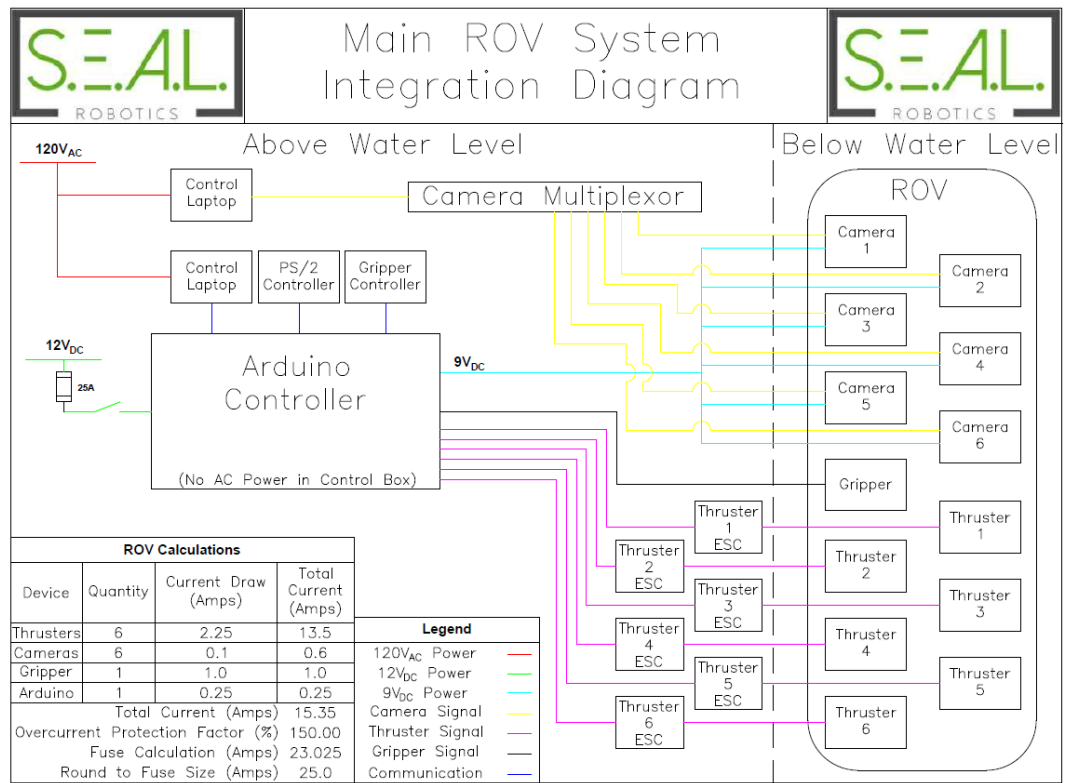 S.E.A.L.
ROBOTICS
Main ROV System
Integration Diagram
S.E.A.L.
ROBOTICS
Above Water Level
Below Water Level
120VAC
Control
Laptop
Camera Multiplexor
ROV
Camera
1
Camera
2
Camera
3
Camera
4
Camera
5
Camera
6
Control
Laptop
PS/2
Controller
Gripper
Controller
12VDC
25A
Arduino
Controller
(No AC Power in Control Box)
9VDC
Gripper
Thruster
1
ESC
Thruster
2
ESC
Thruster
3
ESC
Thruster
4
ESC
Thruster
5
ESC
Thruster
6
ESC
Thruster
1
Thruster
2
Thruster
3
Thruster
4
Thruster
5
Thruster
6
ROV Calculations
Device Quantity Current Draw (Amps) Total Current (Amps)
Thrusters 6 2.25 13.5
Cameras 6 0.1 0.6
Gripper 1 1.0 1.0
Arduino 1 0.25 0.25
Total Current (Amps) 15.35
Overcurrent Protection Factor (%) 150.00
Fuse Calculation (Amps) 23.025
Round to Fuse Size (Amps) 25.0
Legend
120VAC Power
12VDC Power
9VDC Power
Camera Signal
Thruster Signal
Gripper Signal
Communication